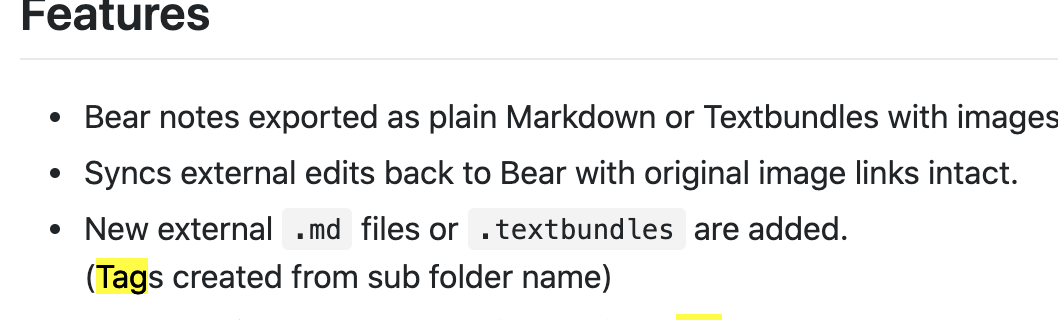 Features
Bear notes exported as plain Markdown or Textbundles with images
Syncs external edits back to Bear with original image links intact.
New external .md files or .textbundles are added.
(Tags created from sub folder name)